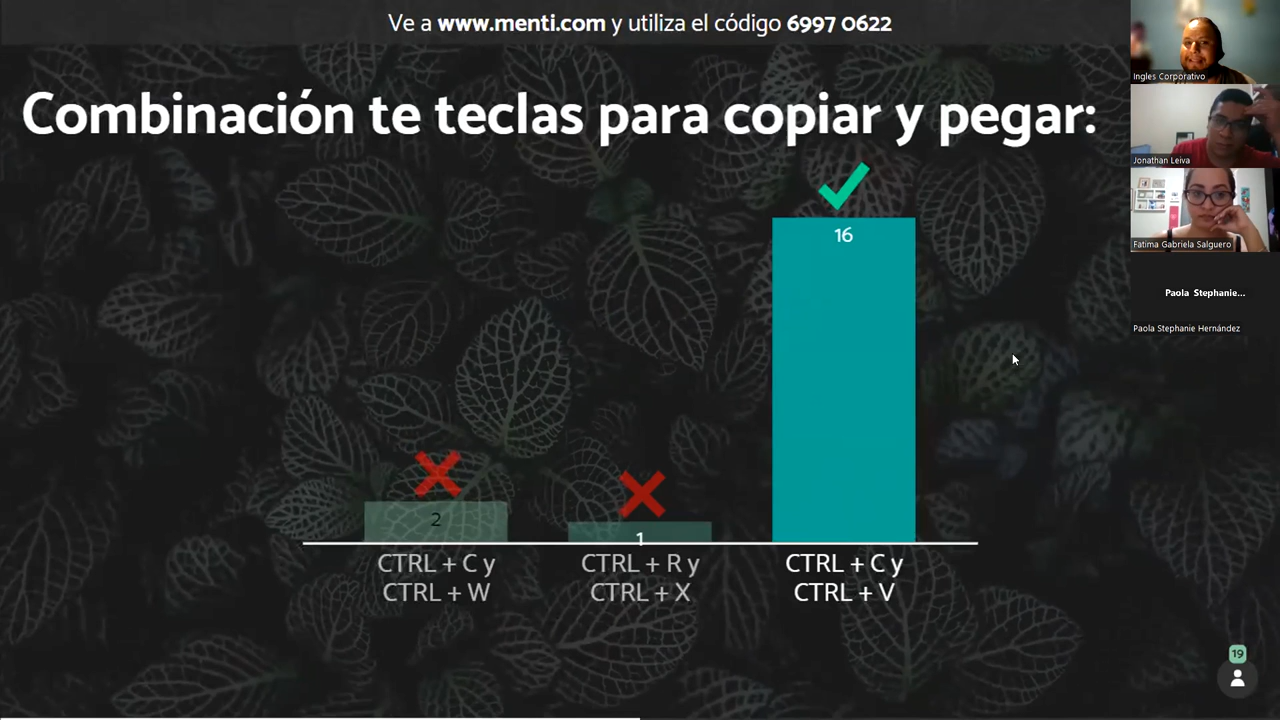 Ve a www.menti.com y utiliza el código 6997 0622
Combinación te teclas para copiar y pegar:
16
2
1
CTRL + C y
CTRL + W
CTRL + R y
CTRL + X
CTRL + C y
CTRL + V
Ingles Corporativo
Jonathan Leiva
Fatima Gabriela Salguero
Paola Stephanie...
Paola Stephanie Hernández
19